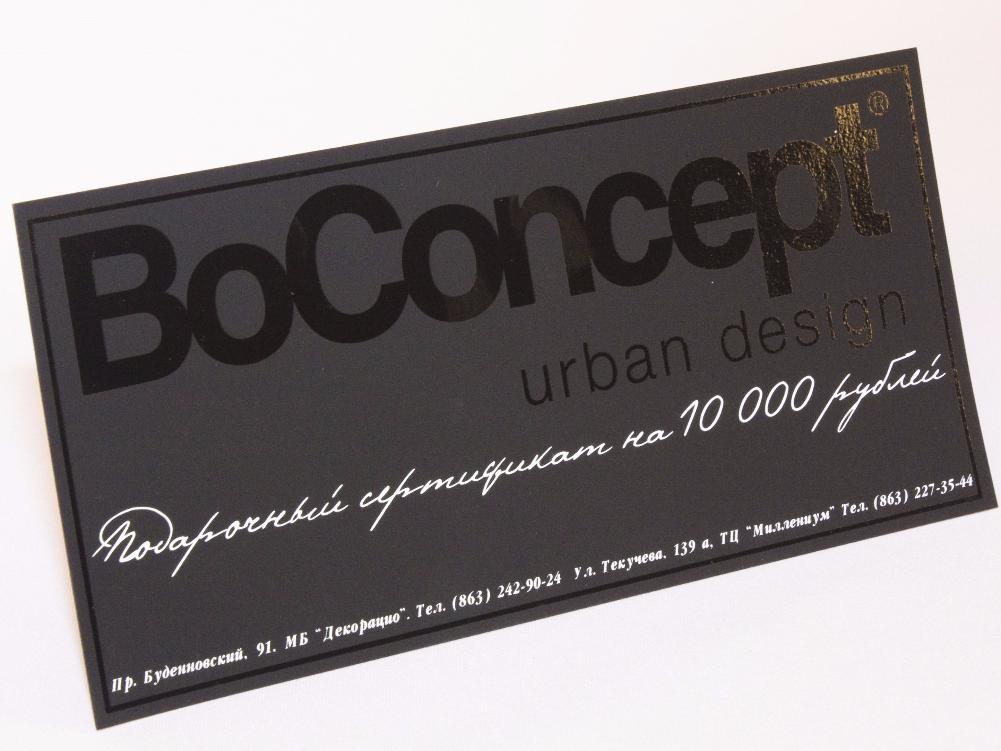 BoConcept®
urban design
Подарочный сертификат на 10 000 рублей
Пр. Буденновский, 91. МБ "Декорацио". Тел. (863) 242-90-24 Ул. Текучева, 139 а, ТЦ "Миллениум" Тел. (863) 227-35-44